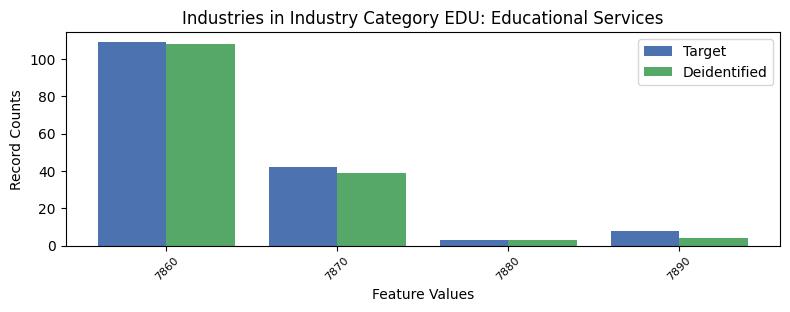 Industries in Industry Category EDU: Educational Services
Target
Deidentified
Record Counts
100
80
60
40
20
0
7860
7870
7880
7890
Feature Values